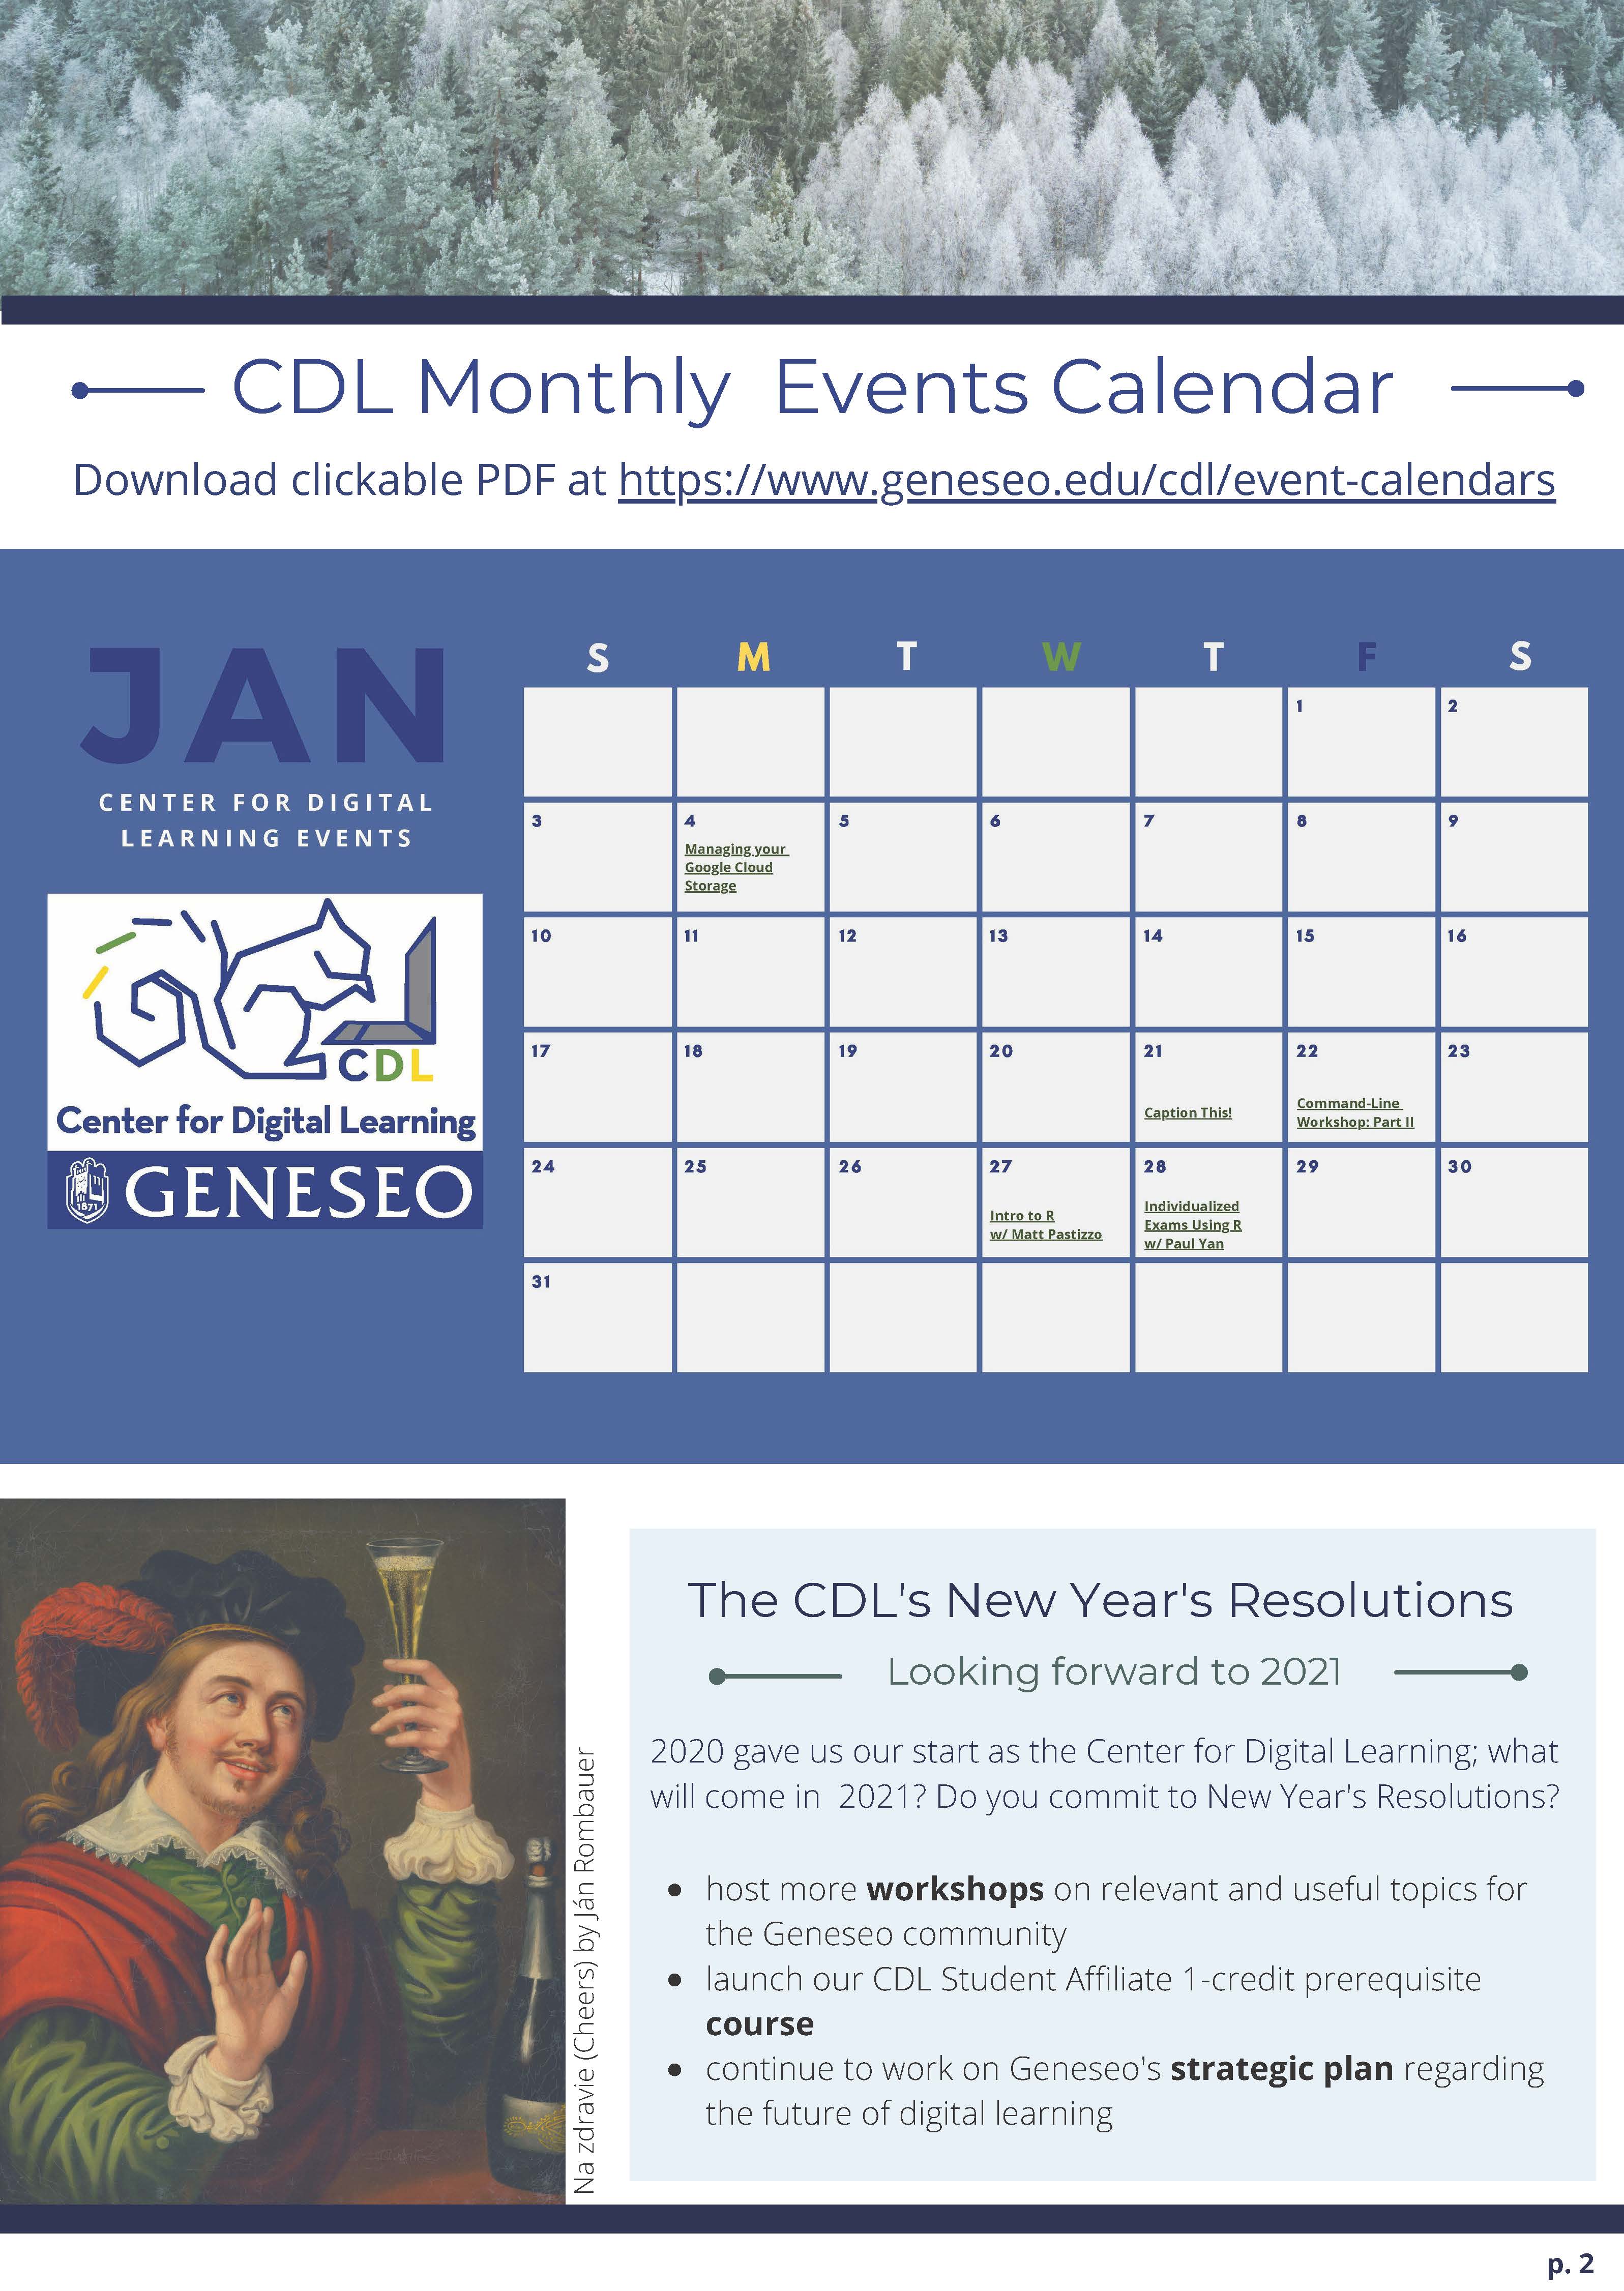 CDL Monthly  Events Calendar
Download clickable PDF at https://www.geneseo.edu/cdl/event-calendars
JAN
CENTER FOR DIGITAL
LEARNING EVENTS
CDL
Center for Digital Learning
1871
GENESEO
S M T W T F S
1 2
3 4 5 6 7 8 9
Managing your
Google Cloud
Storage
10 11 12 13 14 15 16
17 18 19 20 21 22 23
Caption This!
Command-Line
Workshop: Part II
24 25 26 27 28 29 30
Intro to R
w/ Matt Pastizzo
Individualized
Exams Using R
w/ Paul Yan
31
Na zdravie (Cheers) by Ján Rombauer
The CDL's New Year's Resolutions
Looking forward to 2021
2020 gave us our start as the Center for Digital Learning; what
will come in  2021? Do you commit to New Year's Resolutions?
• host more workshops on relevant and useful topics for
the Geneseo community
• launch our CDL Student Affiliate 1-credit prerequisite
course
• continue to work on Geneseo's strategic plan regarding
the future of digital learning
p. 2